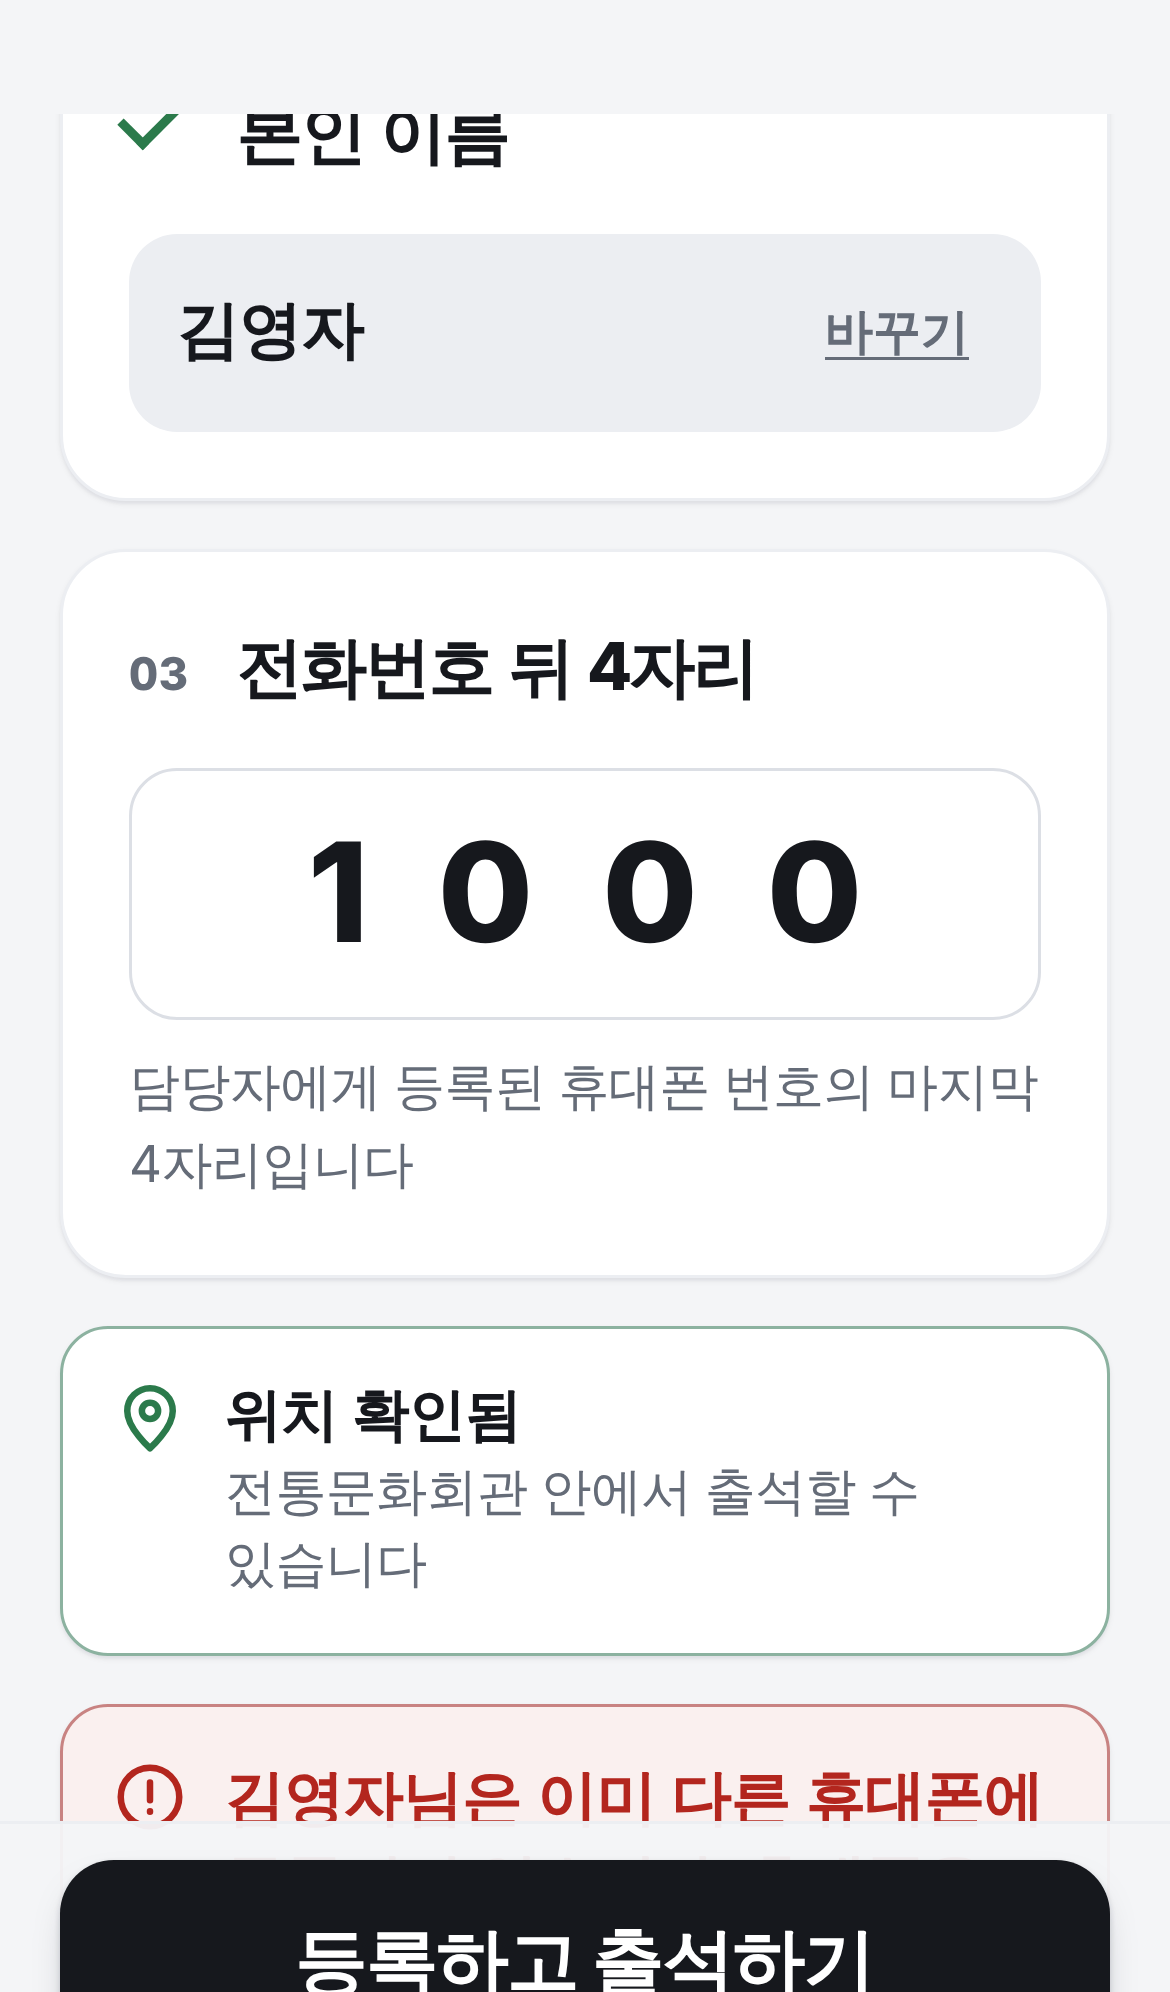 본인 이름
김영자
바꾸기
03 전화번호 뒤 4자리
1 0 0 0
담당자에게 등록된 휴대폰 번호의 마지막
4자리입니다
위치 확인됨
전통문화회관 안에서 출석할 수
있습니다
김영자님은 이미 다른 휴대폰에
등록하고 출석하기